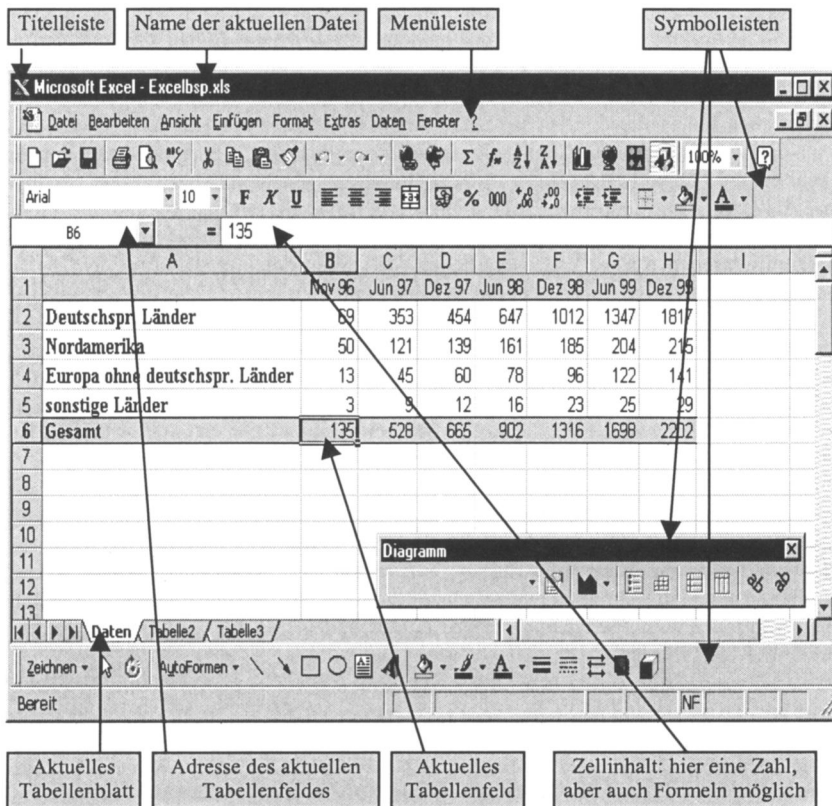 Titelleiste Name der aktuellen Datei Menüleiste Symbolleisten
Microsoft Excel - Excelbsp.xls
Datei Bearbeiten Ansicht Einfügen Format Extras Daten Fenster ?
100%
Arial 10 F K U % 000
B6 = 135
A B C D E F G H I
1 Nov 96 Jun 97 Dez 97 Jun 98 Dez 98 Jun 99 Dez 99
2 Deutschspr. Länder 69 353 454 647 1012 1347 1817
3 Nordamerika 50 121 139 161 185 204 215
4 Europa ohne deutschspr. Länder 13 45 60 78 96 122 141
5 sonstige Länder 3 9 12 16 23 25 29
6 Gesamt 135 528 665 902 1316 1698 2202
7
8
9
10
Diagramm
11
12
13
Daten Tabelle2 Tabelle3
Zeichnen AutoFormen
Bereit NF
Aktuelles Adresse des aktuellen Aktuelles Zellinhalt: hier eine Zahl,
Tabellenblatt Tabellenfeldes Tabellenfeld aber auch Formeln möglich